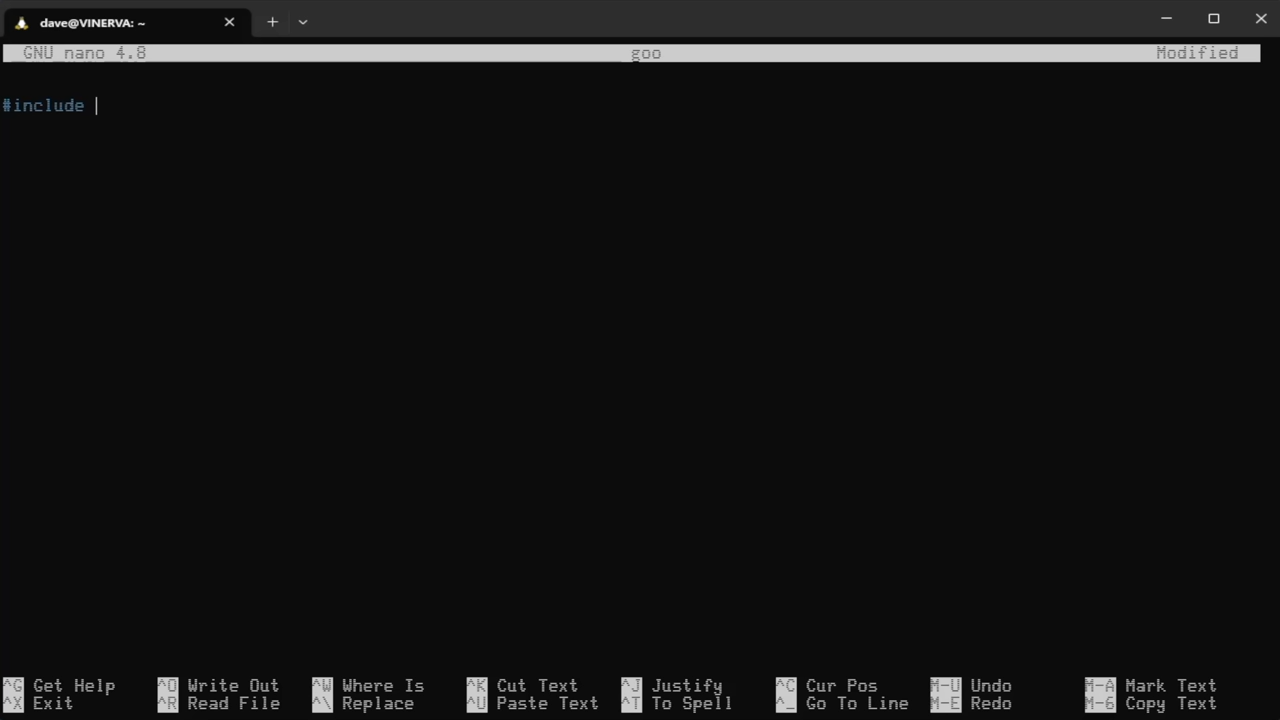 dave@VINERVA: ~
GNU nano 4.8 goo Modified
#include
^G Get Help ^O Write Out ^W Where Is ^K Cut Text ^J Justify ^C Cur Pos M-U Undo M-A Mark Text
^X Exit ^R Read File ^\ Replace ^U Paste Text ^T To Spell ^_ Go To Line M-E Redo M-6 Copy Text